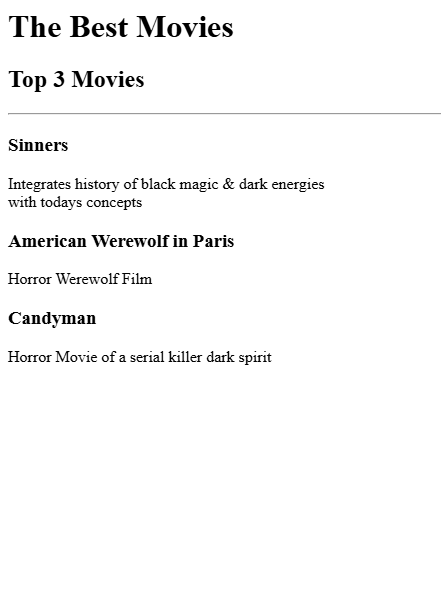 The Best Movies
Top 3 Movies
Sinners
Integrates history of black magic & dark energies
with todays concepts
American Werewolf in Paris
Horror Werewolf Film
Candyman
Horror Movie of a serial killer dark spirit